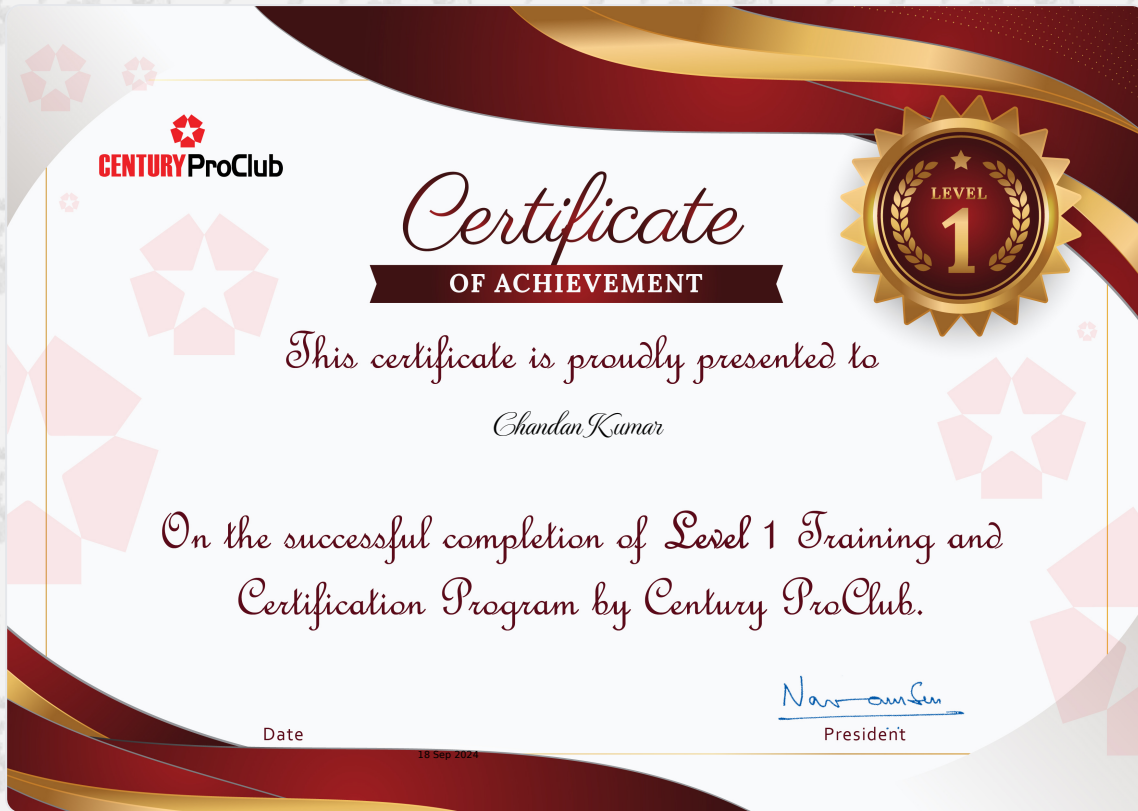 CENTURY ProClub
LEVEL
1
Certificate
OF ACHIEVEMENT
This certificate is proudly presented to
Chandan Kumar
On the successful completion of Level 1 Training and
Certification Program by Century ProClub.
Date
President
18 Sep 2024